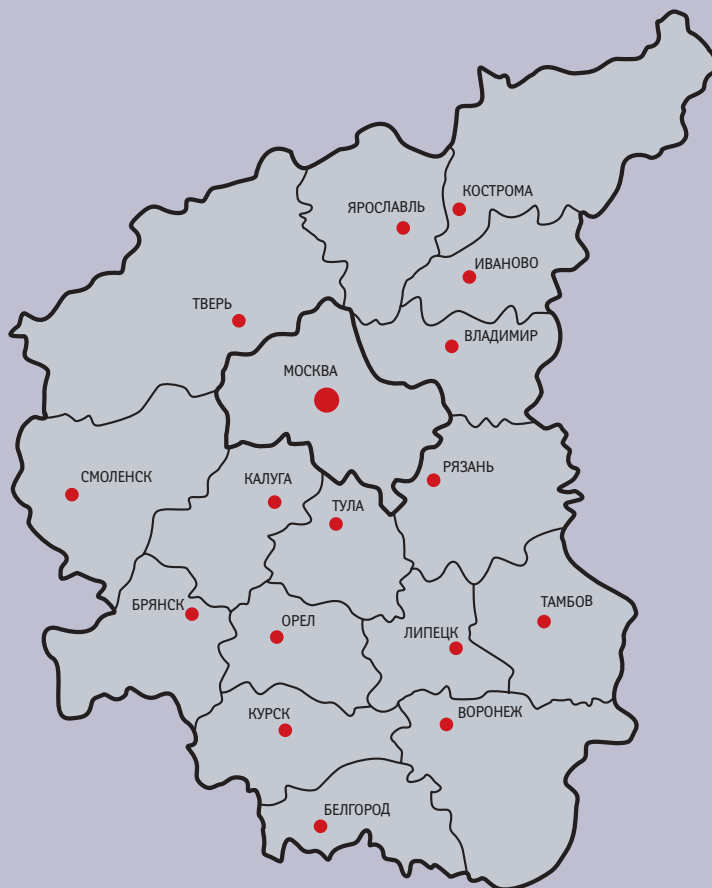 КОСТРОМА
ЯРОСЛАВЛЬ
ИВАНОВО
ТВЕРЬ
ВЛАДИМИР
МОСКВА
СМОЛЕНСК
КАЛУГА
РЯЗАНЬ
ТУЛА
БРЯНСК
ОРЕЛ
ЛИПЕЦК
ТАМБОВ
КУРСК
ВОРОНЕЖ
БЕЛГОРОД